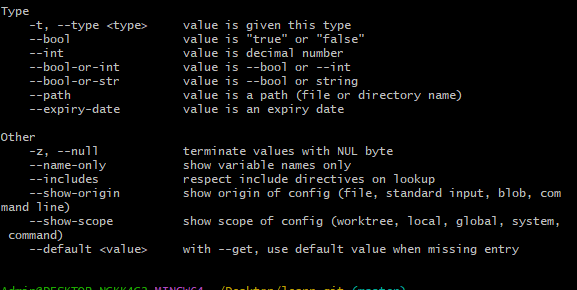 Type
    -t, --type <type>     value is given this type
    --bool                value is "true" or "false"
    --int                 value is decimal number
    --bool-or-int         value is --bool or --int
    --bool-or-str         value is --bool or string
    --path                value is a path (file or directory name)
    --expiry-date         value is an expiry date

Other
    -z, --null            terminate values with NUL byte
    --name-only           show variable names only
    --includes            respect include directives on lookup
    --show-origin         show origin of config (file, standard input, blob, com
mand line)
    --show-scope          show scope of config (worktree, local, global, system,
 command)
    --default <value>     with --get, use default value when missing entry